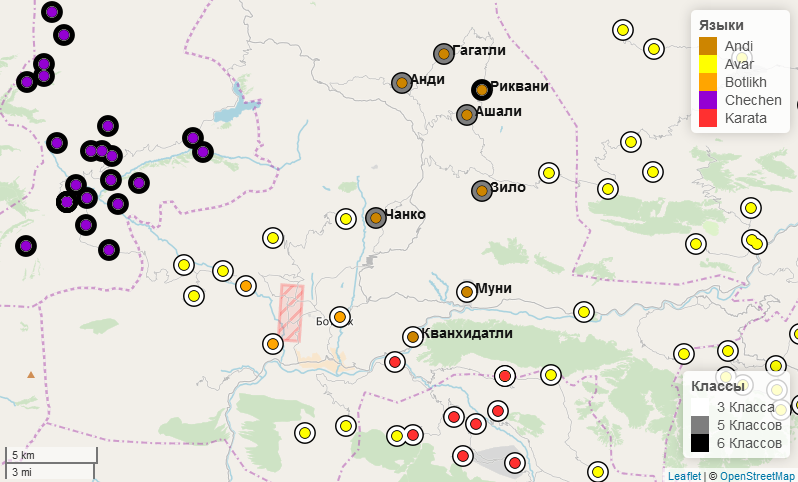 Языки
Andi
Avar
Botlikh
Chechen
Karata
Гагатли
Анди
Риквани
Ашали
Зило
Чанко
Муни
Кванхидатли
Классы
3 Класса
5 Классов
6 Классов
5 km
3 mi
Leaflet | © OpenStreetMap